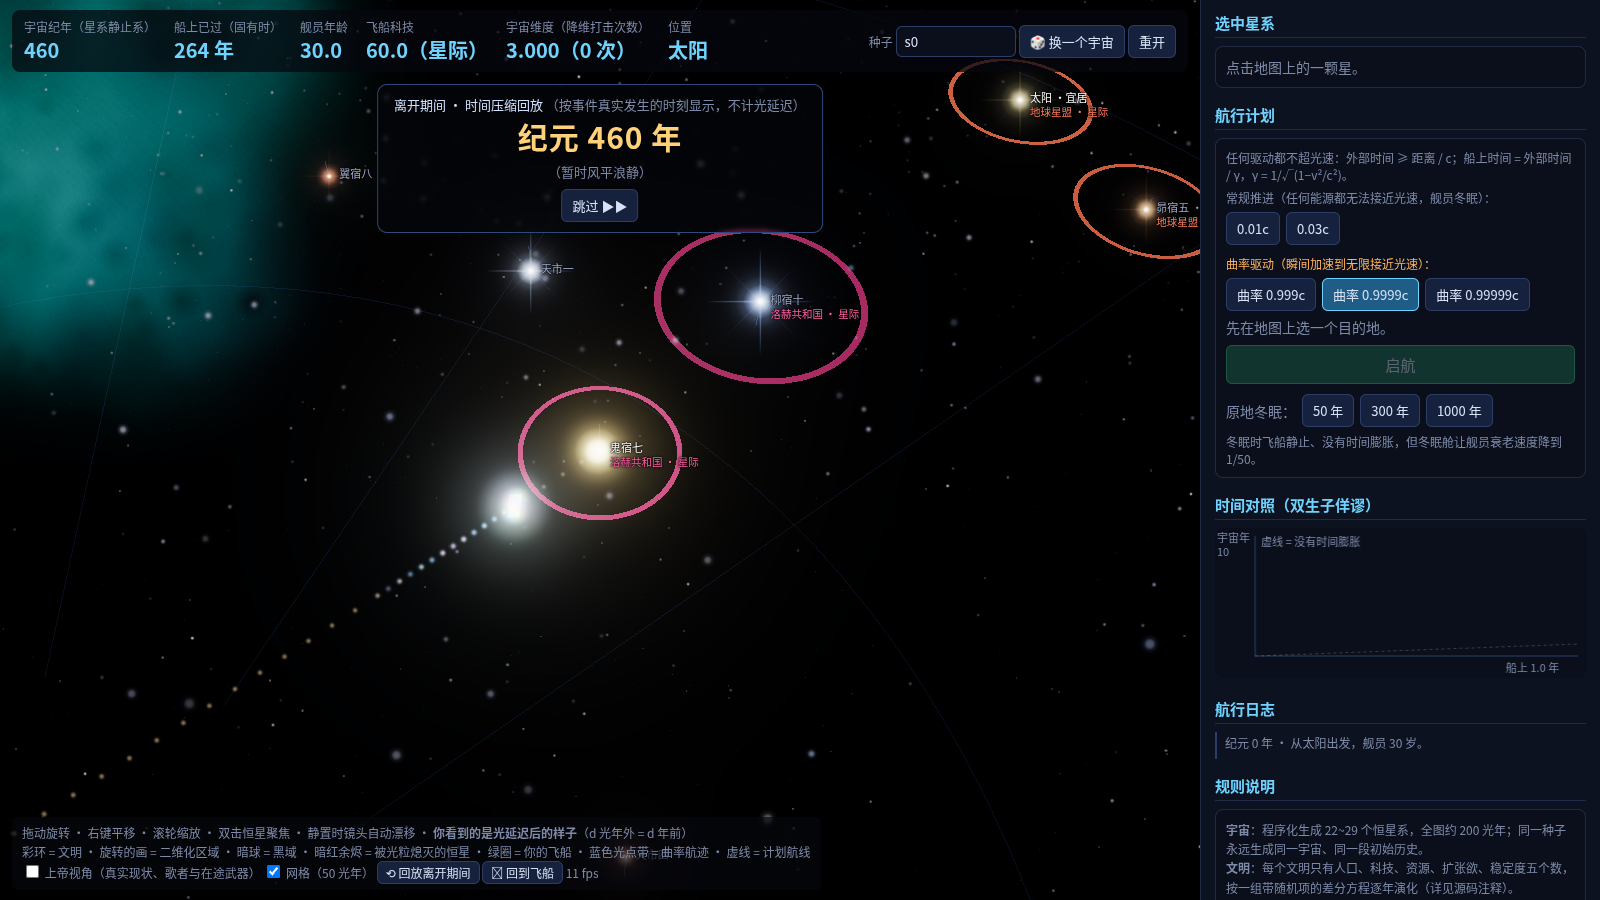 宇宙纪年（星系静止系）
460
船上已过（固有时）
264 年
舰员年龄
30.0
飞船科技
60.0（星际）
宇宙维度（降维打击次数）
3.000（0 次）
位置
太阳
种子 s0 🎲 换一个宇宙 重开
离开期间 · 时间压缩回放 （按事件真实发生的时刻显示，不计光延迟）
纪元 460 年
（暂时风平浪静）
跳过 ▶▶
太阳 · 宜居
地球星盟 · 星际
翼宿八
昴宿五 ·
地球星盟
天市一
柳宿十
洛赫共和国 · 星际
鬼宿七
洛赫共和国 · 星际
拖动旋转 · 右键平移 · 滚轮缩放 · 双击恒星聚焦 · 静置时镜头自动漂移 · 你看到的是光延迟后的样子（d 光年外 = d 年前）
彩环 = 文明 · 旋转的画 = 二维化区域 · 暗球 = 黑域 · 暗红余烬 = 被光粒熄灭的恒星 · 绿圈 = 你的飞船 · 蓝色光点带 = 曲率航迹 · 虚线 = 计划航线
上帝视角（真实现状、歌者与在途武器） 网格（50 光年） ⟲ 回放离开期间 回到飞船 11 fps
选中星系
点击地图上的一颗星。
航行计划
任何驱动都不超光速：外部时间 ⩾ 距离 / c；船上时间 = 外部时间
/ γ，γ = 1/√(1−v²/c²)。
常规推进（任何能源都无法接近光速，舰员冬眠）：
0.01c 0.03c
曲率驱动（瞬间加速到无限接近光速）：
曲率 0.999c 曲率 0.9999c 曲率 0.99999c
先在地图上选一个目的地。
启航
原地冬眠： 50 年 300 年 1000 年
冬眠时飞船静止、没有时间膨胀，但冬眠舱让舰员衰老速度降到
1/50。
时间对照（双生子佯谬）
宇宙年
10
虚线 = 没有时间膨胀
船上 1.0 年
航行日志
纪元 0 年 · 从太阳出发，舰员 30 岁。
规则说明
宇宙：程序化生成 22~29 个恒星系，全图约 200 光年；同一种子
永远生成同一宇宙、同一段初始历史。
文明：每个文明只有人口、科技、资源、扩张欲、稳定度五个数，
按一组带随机项的差分方程逐年演化（详见源码注释）。